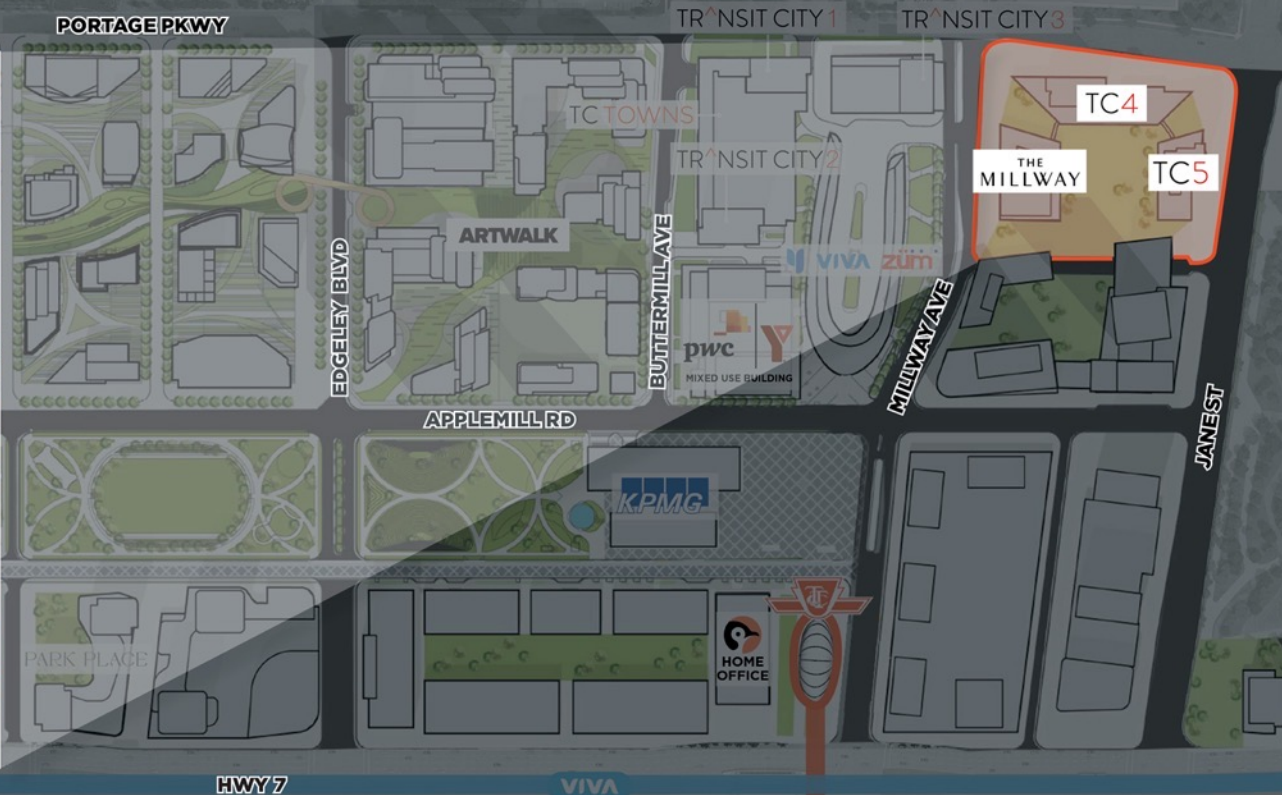 PORTAGE PKWY
TRANSIT CITY 1
TRANSIT CITY 3
TC TOWNS
TC4
TRANSIT CITY 2
THE
MILLWAY
TC5
ARTWALK
VIVA züm
EDGELEY BLVD
BUTTERMILL AVE
pwc Y
MIXED USE BUILDING
MILLWAY AVE
JANE ST
APPLEMILL RD
KPMG
TTC
HOME
OFFICE
PARK PLACE
HWY 7
VIVA